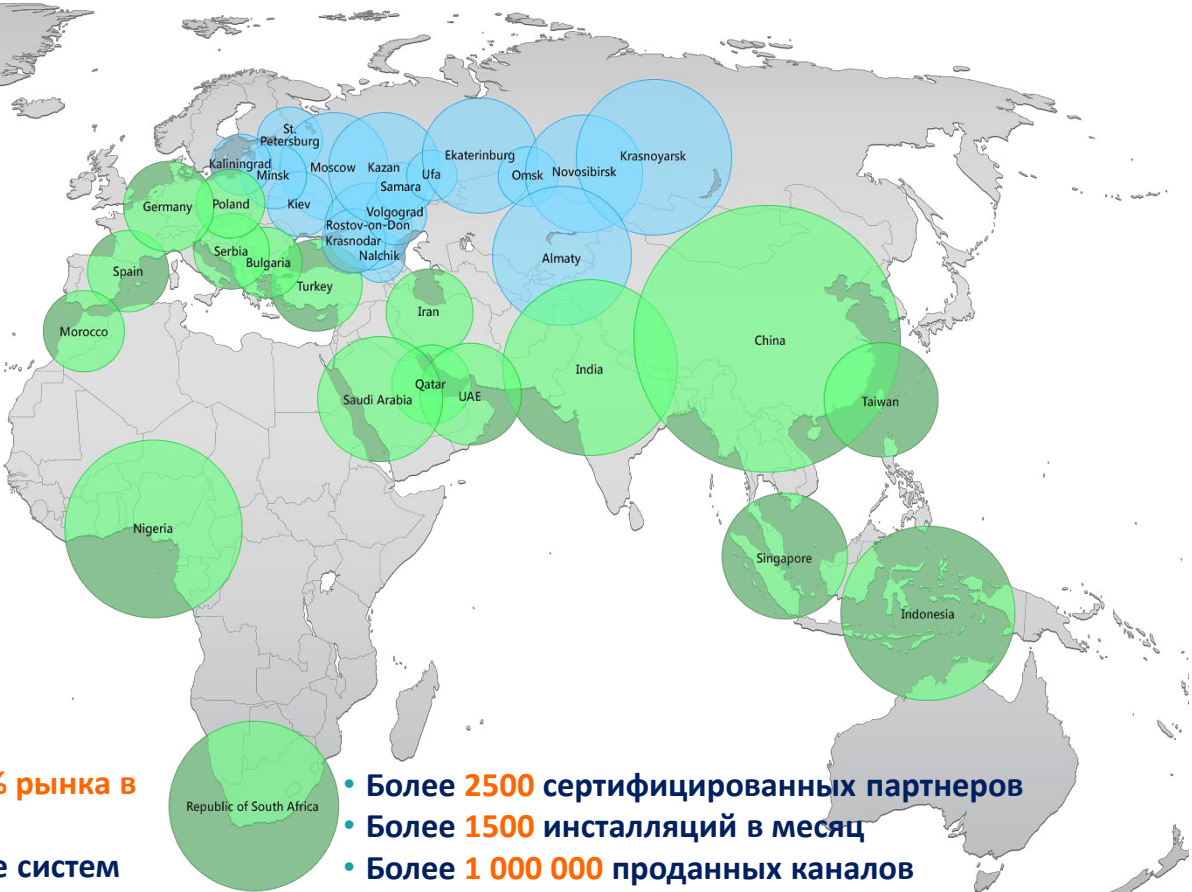 St.
Petersburg
Kaliningrad
Minsk
Moscow
Kazan
Ufa
Samara
Ekaterinburg
Omsk
Novosibirsk
Krasnoyarsk
Germany
Poland
Kiev
Volgograd
Rostov-on-Don
Krasnodar
Nalchik
Almaty
Serbia
Bulgaria
Spain
Turkey
Iran
Morocco
China
India
Qatar
UAE
Saudi Arabia
Taiwan
Nigeria
Singapore
Indonesia
Republic of South Africa
% рынка в
е систем
• Более 2500 сертифицированных партнеров
• Более 1500 инсталляций в месяц
• Более 1 000 000 проданных каналов